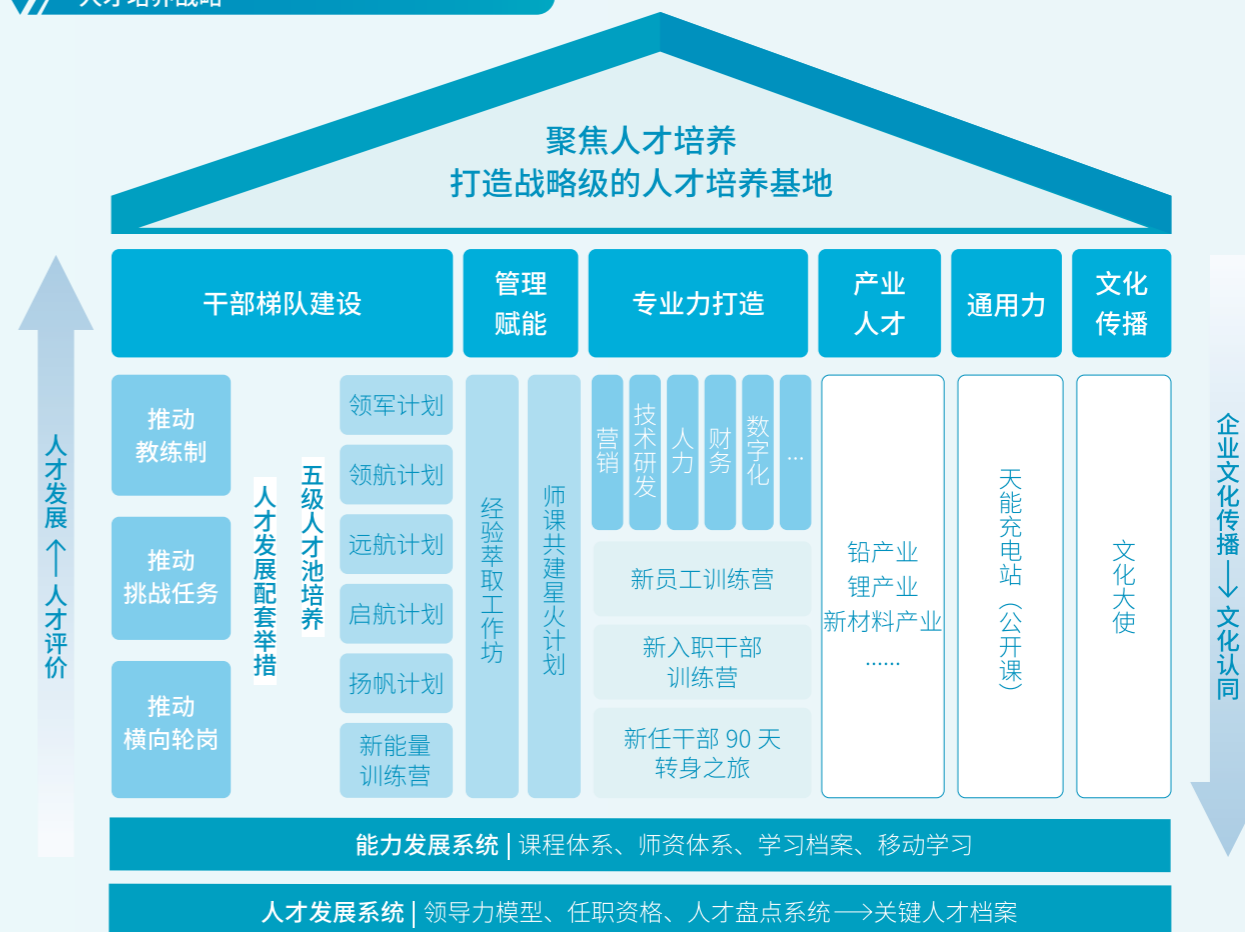 人才培养战略
聚焦人才培养
打造战略级的人才培养基地
干部梯队建设
管理
赋能
专业力打造
产业
人才
通用力
文化
传播
人才发展←人才评价
推动
教练制
推动
挑战任务
推动
横向轮岗
人才发展配套举措
五级人才池培养
领军计划
领航计划
远航计划
启航计划
扬帆计划
新能量
训练营
经验萃取工作坊
师课共建星火计划
营销
技术研发
人力
财务
数字化
...
新员工训练营
新入职干部
训练营
新任干部 90 天
转身之旅
铅产业
锂产业
新材料产业
......
天能充电站（公开课）
文化大使
企业文化传播→文化认同
能力发展系统 | 课程体系、师资体系、学习档案、移动学习
人才发展系统 | 领导力模型、任职资格、人才盘点系统→关键人才档案